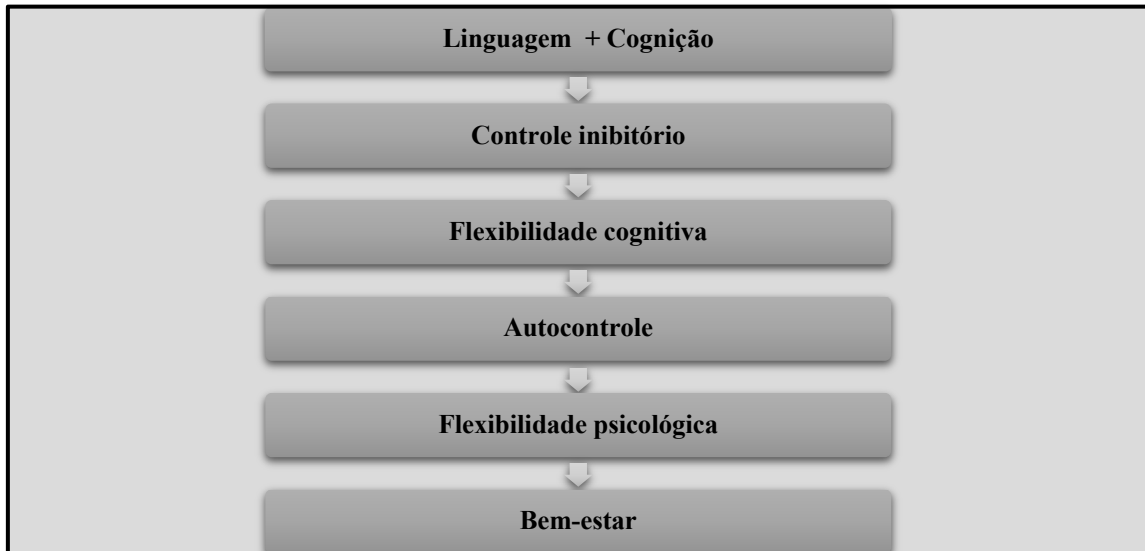 Linguagem + Cognição
Controle inibitório
Flexibilidade cognitiva
Autocontrole
Flexibilidade psicológica
Bem-estar